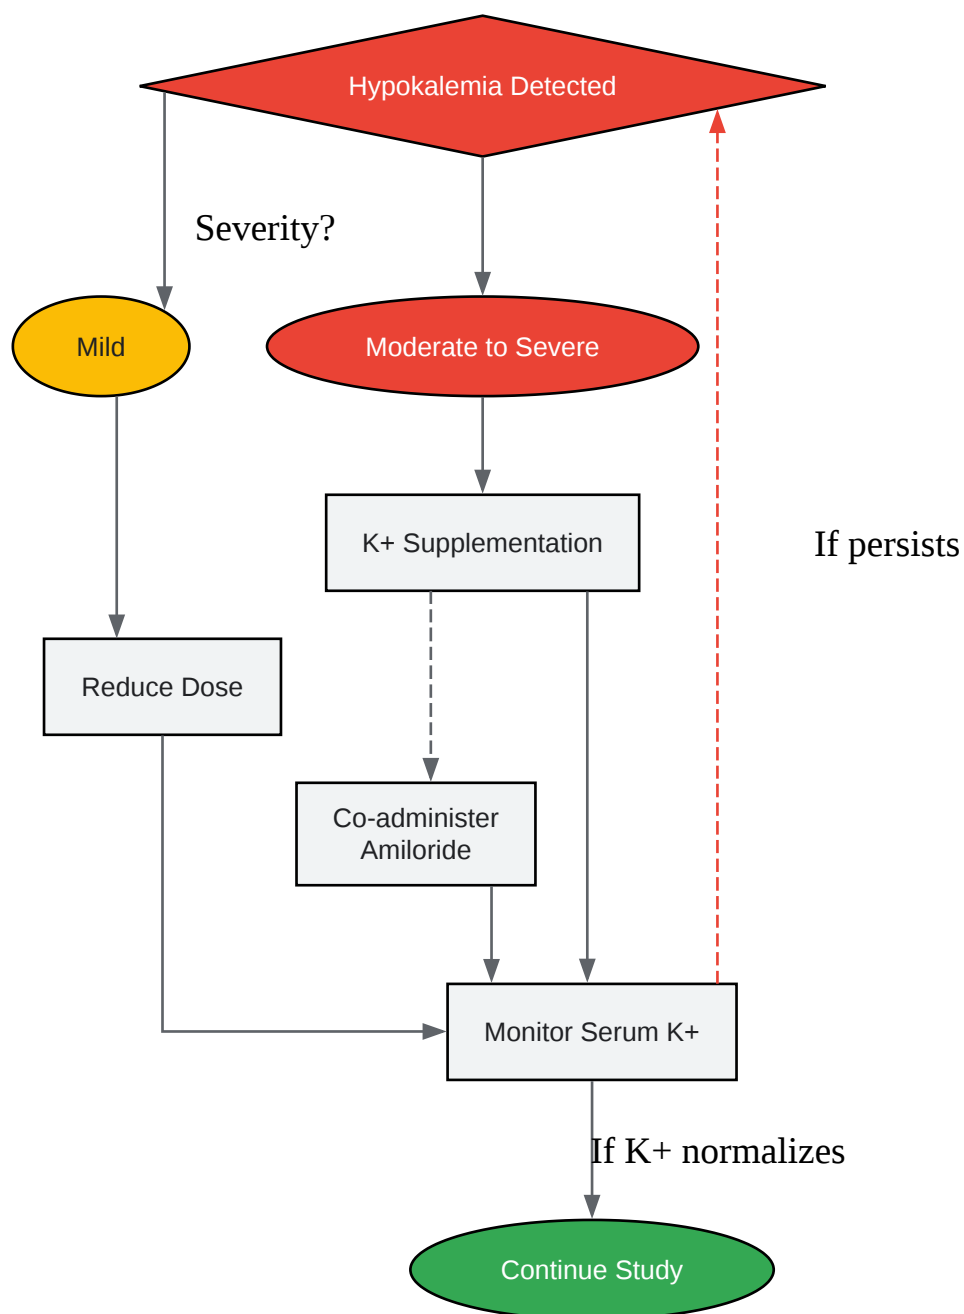 Hypokalemia Detected
Severity?
Mild
Moderate to Severe
K+ Supplementation
If persists
Reduce Dose
Co-administer
Amiloride
Monitor Serum K+
If K+ normalizes
Continue Study